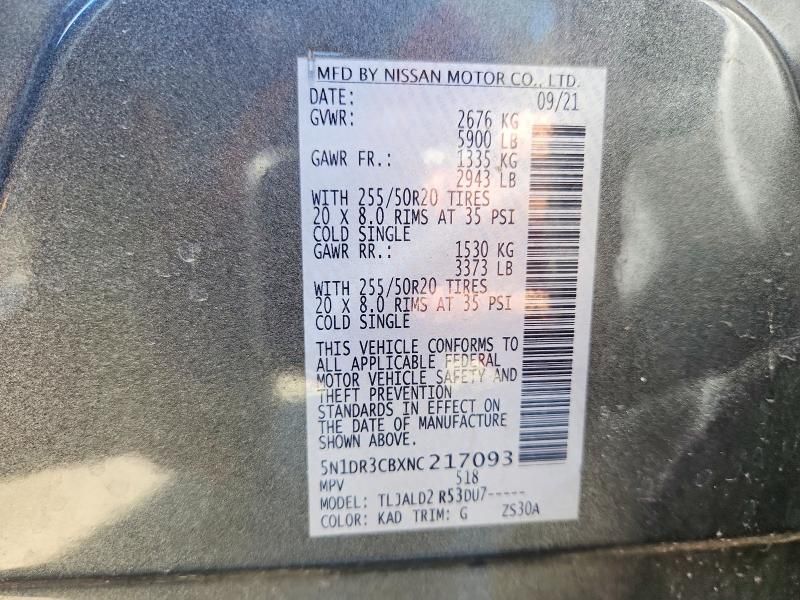 MFD BY NISSAN MOTOR CO., LTD.
DATE: 09/21
GVWR: 2676 KG
5900 LB
GAWR FR.: 1335 KG
2943 LB
WITH 255/50R20 TIRES
20 X 8.0 RIMS AT 35 PSI
COLD SINGLE
GAWR RR.: 1530 KG
3373 LB
WITH 255/50R20 TIRES
20 X 8.0 RIMS AT 35 PSI
COLD SINGLE
THIS VEHICLE CONFORMS TO
ALL APPLICABLE FEDERAL
MOTOR VEHICLE SAFETY AND
THEFT PREVENTION
STANDARDS IN EFFECT ON
THE DATE OF MANUFACTURE
SHOWN ABOVE.
5N1DR3CBXNC217093
MPV 518
MODEL: TLJALD2 R53DU7-----
COLOR: KAD TRIM: G ZS30A